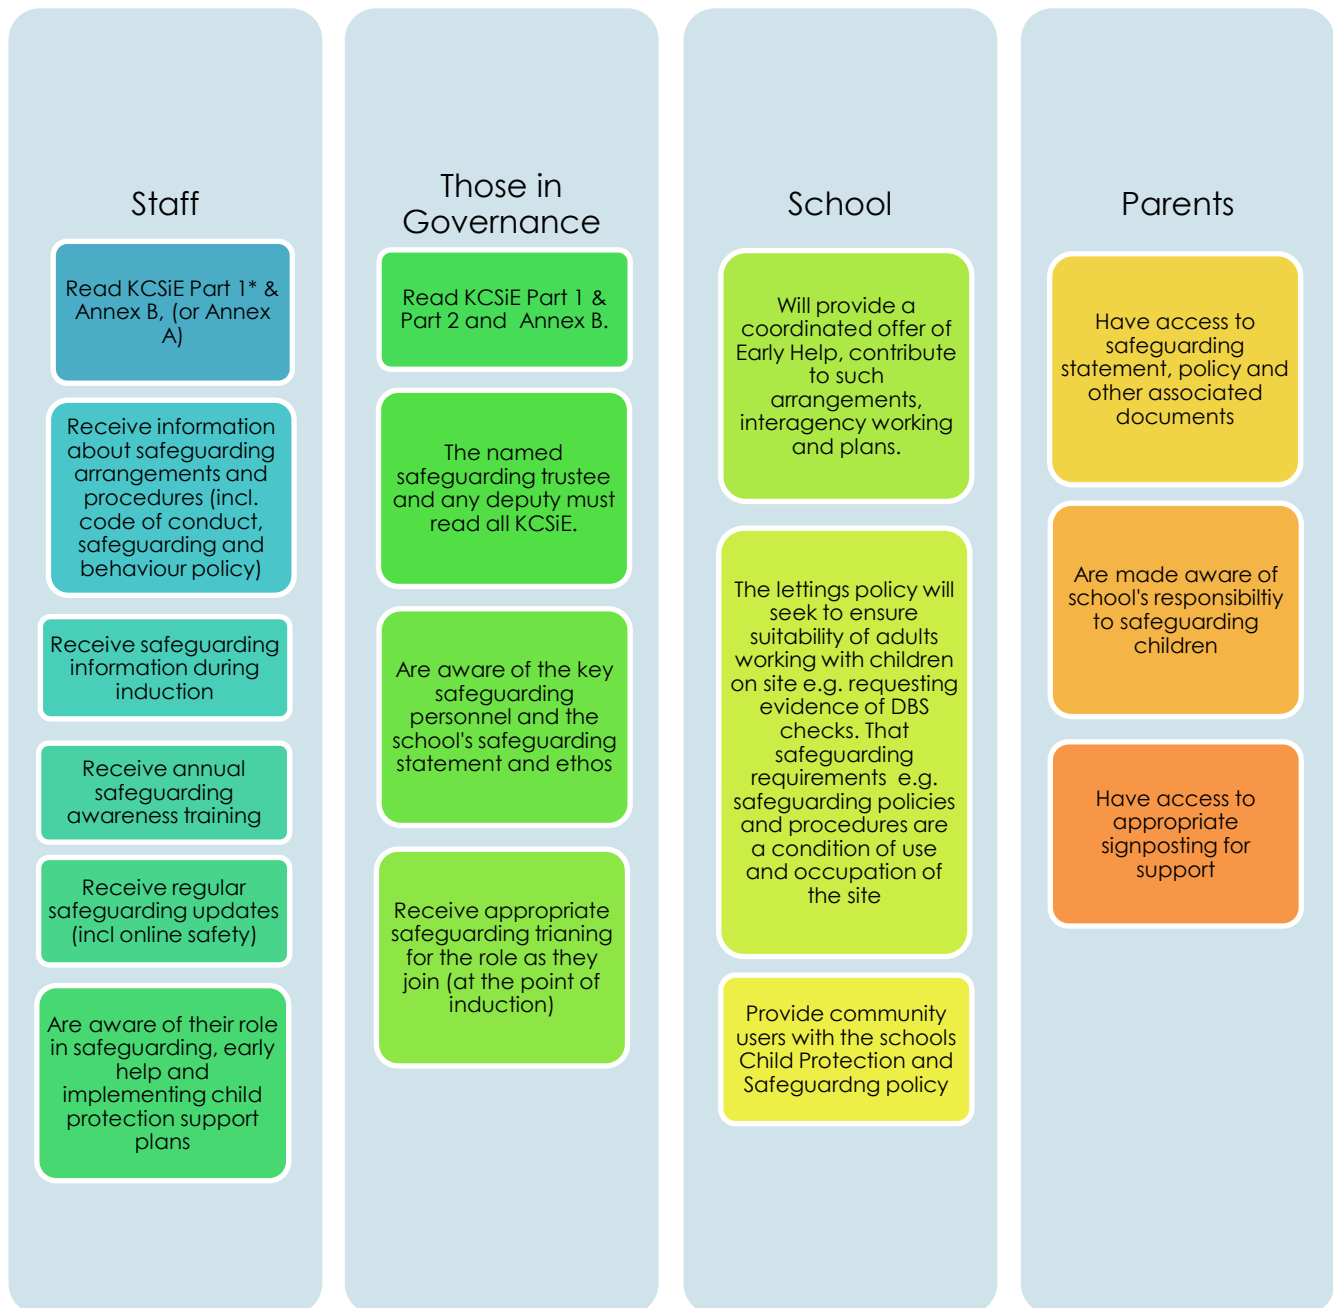 Staff
Read KCSiE Part 1* &
Annex B, (or Annex
A)
Receive information
about safeguarding
arrangements and
procedures (incl.
code of conduct,
safeguarding and
behaviour policy)
Receive safeguarding
information during
induction
Receive annual
safeguarding
awareness training
Receive regular
safeguarding updates
(incl online safety)
Are aware of their role
in safeguarding, early
help and
implementing child
protection support
plans
Those in
Governance
Read KCSiE Part 1 &
Part 2 and  Annex B.
The named
safeguarding trustee
and any deputy must
read all KCSiE.
Are aware of the key
safeguarding
personnel and the
school's safeguarding
statement and ethos
Receive appropriate
safeguarding trianing
for the role as they
join (at the point of
induction)
School
Will provide a
coordinated offer of
Early Help, contribute
to such
arrangements,
interagency working
and plans.
The lettings policy will
seek to ensure
suitability of adults
working with children
on site e.g. requesting
evidence of DBS
checks. That
safeguarding
requirements  e.g.
safeguarding policies
and procedures are
a condition of use
and occupation of
the site
Provide community
users with the schools
Child Protection and
Safeguardng policy
Parents
Have access to
safeguarding
statement, policy and
other associated
documents
Are made aware of
school's responsibiltiy
to safeguarding
children
Have access to
appropriate
signposting for
support